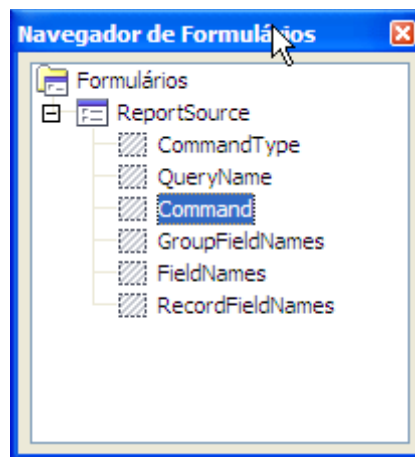 Navegador de Formulários
Formulários
ReportSource
CommandType
QueryName
Command
GroupFieldNames
FieldNames
RecordFieldNames